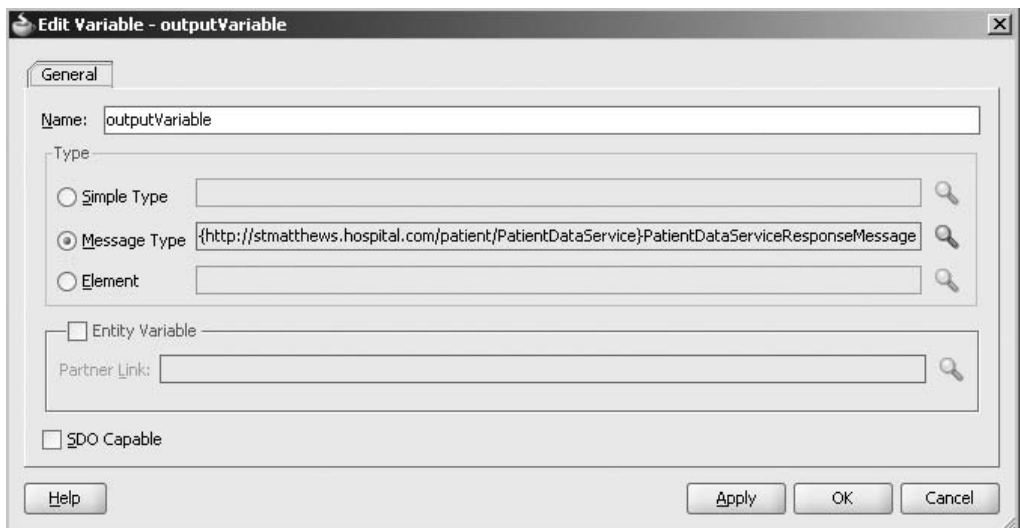 Edit Variable - outputVariable
General
Name: outputVariable
Type
Simple Type
Message Type {http://stmatthews.hospital.com/patient/PatientDataService}PatientDataServiceResponseMessage
Element
Entity Variable
Partner Link:
SDO Capable
Help Apply OK Cancel